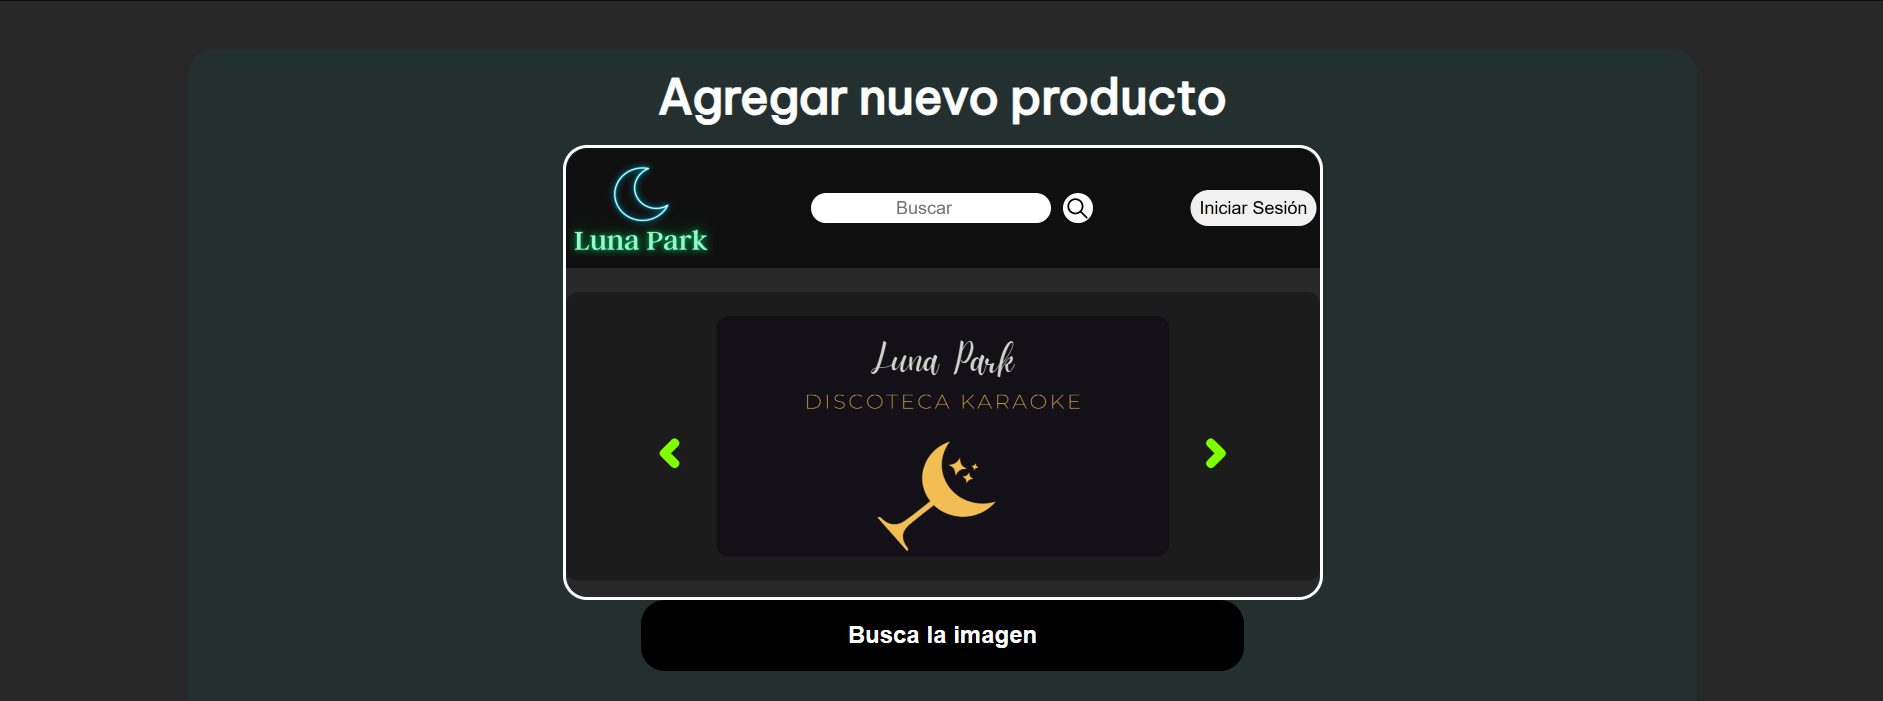 Agregar nuevo producto
Luna Park
Buscar
Iniciar Sesión
Luna Park
DISCOTECA KARAOKE
Busca la imagen